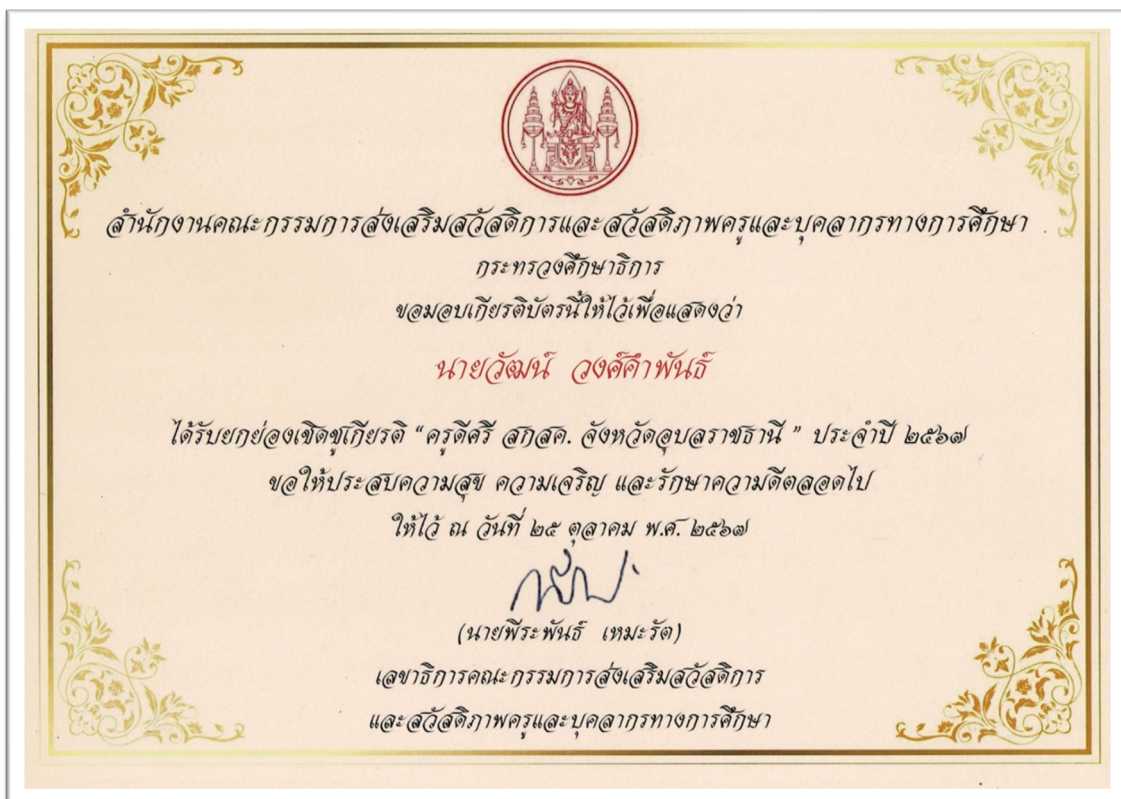 สำนักงานคณะกรรมการส่งเสริมสวัสดิการและสวัสดิภาพครูและบุคลากรทางการศึกษา
กระทรวงศึกษาธิการ
ขอมอบเกียรติบัตรนี้ให้ไว้เพื่อแสดงว่า
นายวัฒน์ วงศ์คำพันธ์
ได้รับยกย่องเชิดชูเกียรติ “ครูดีศรี สกสค. จังหวัดอุบลราชธานี ” ประจำปี ๒๕๖๗
ขอให้ประสบความสุข ความเจริญ และรักษาความดีตลอดไป
ให้ไว้ ณ วันที่ ๒๕ ตุลาคม พ.ศ. ๒๕๖๗
(นายพีระพันธ์ เหมะรัต)
เลขาธิการคณะกรรมการส่งเสริมสวัสดิการ
และสวัสดิภาพครูและบุคลากรทางการศึกษา